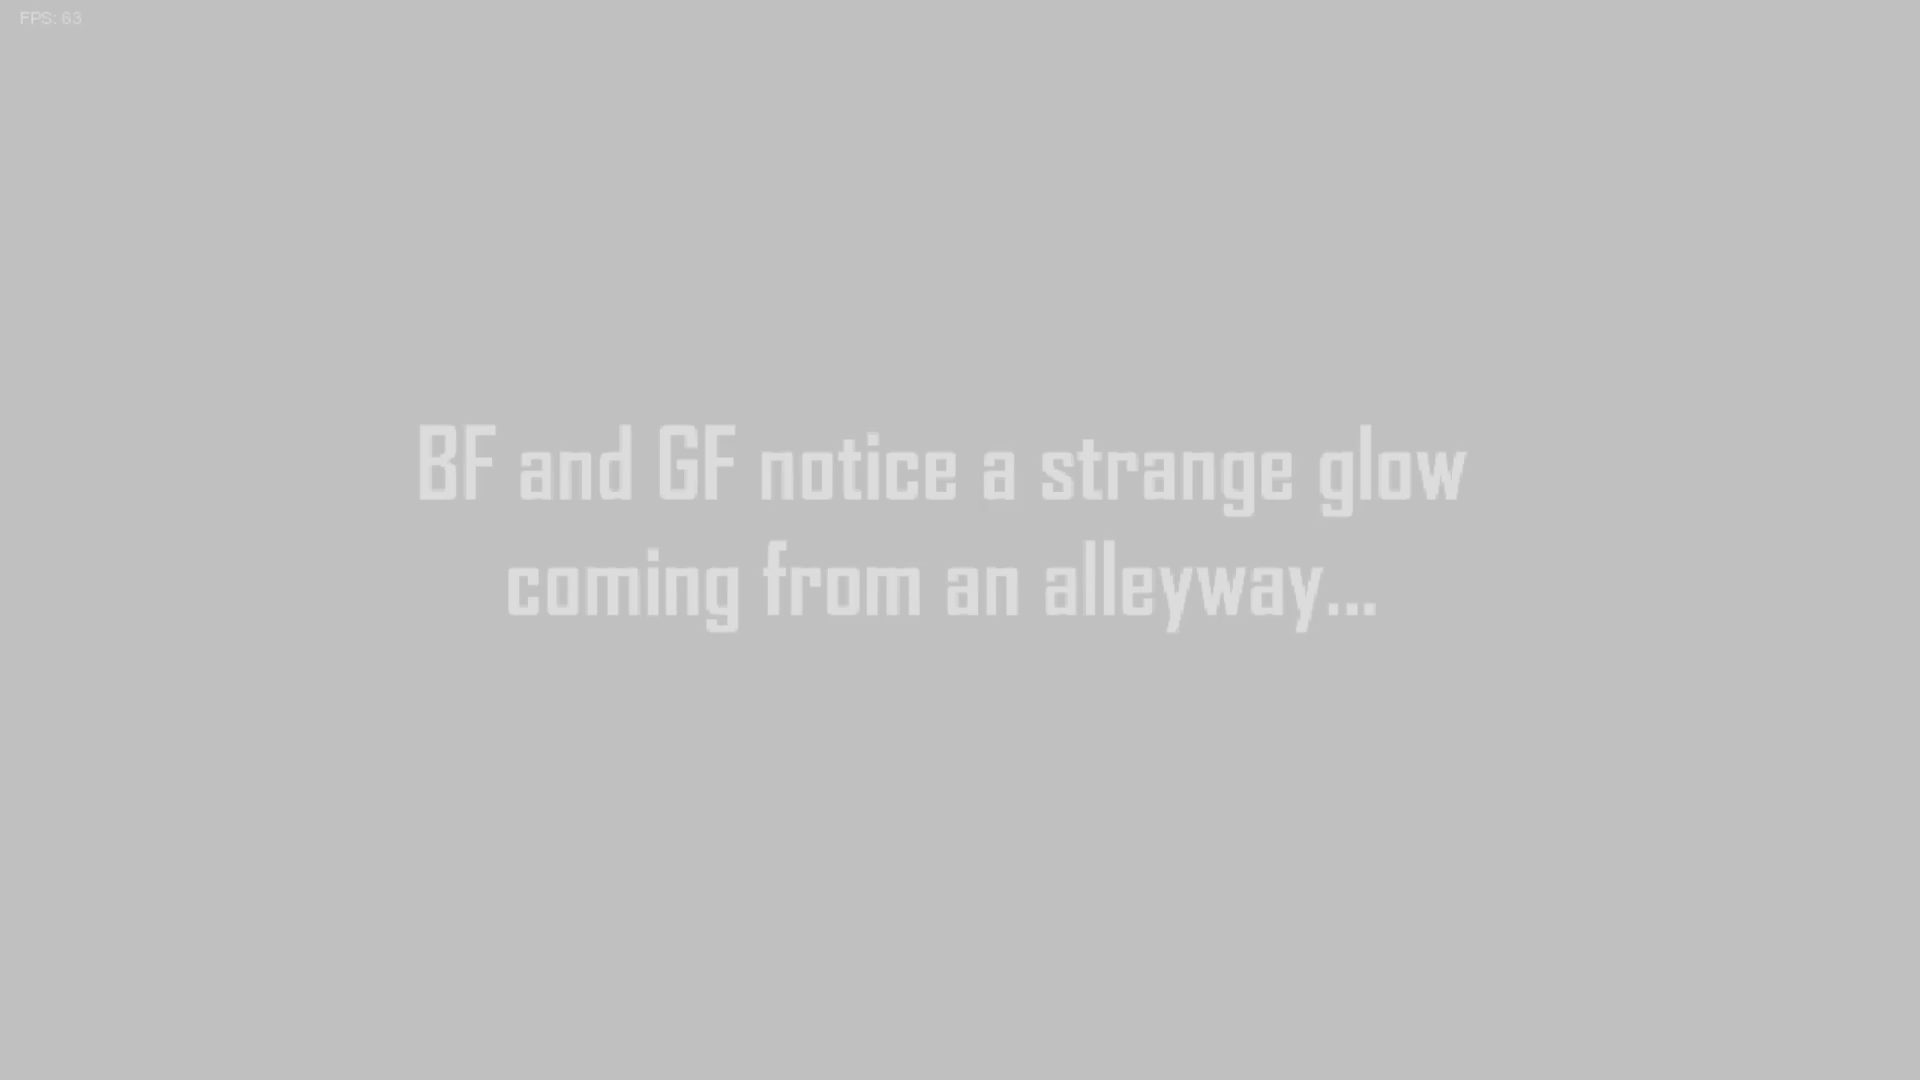 FPS: 63
BF and GF notice a strange glow
coming from an alleyway...